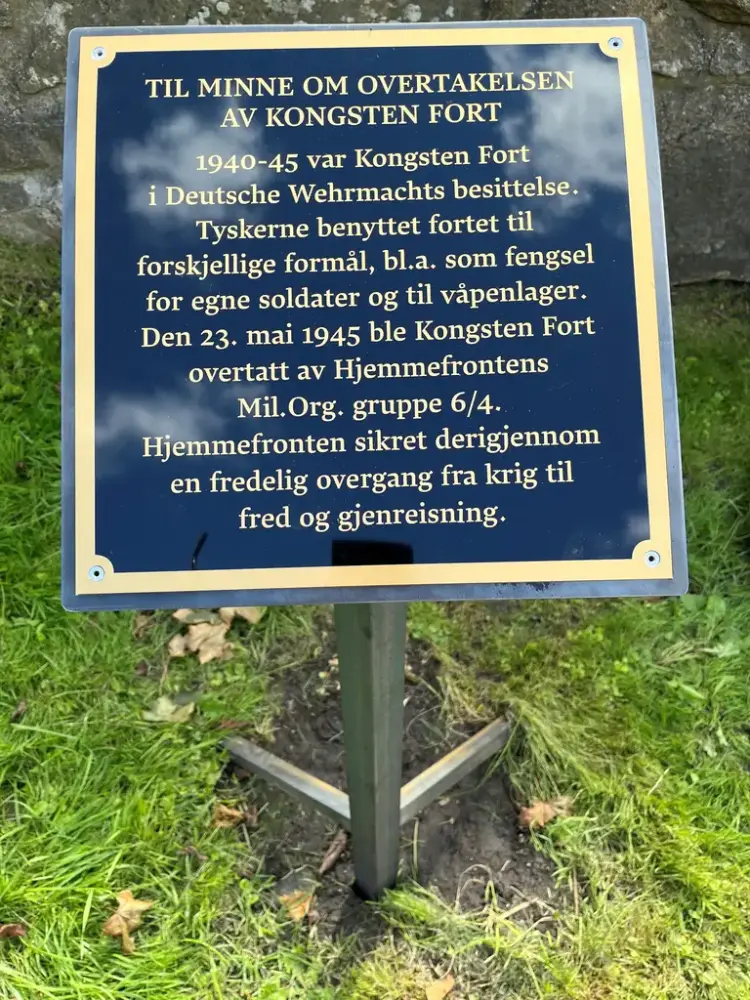 TIL MINNE OM OVERTAKELSEN
AV KONGSTEN FORT
1940-45 var Kongsten Fort
i Deutsche Wehrmachts besittelse.
Tyskerne benyttet fortet til
forskjellige formål, bl.a. som fengsel
for egne soldater og til våpenlager.
Den 23. mai 1945 ble Kongsten Fort
overtatt av Hjemmefrontens
Mil.Org. gruppe 6/4.
Hjemmefronten sikret derigjennom
en fredelig overgang fra krig til
fred og gjenreisning.